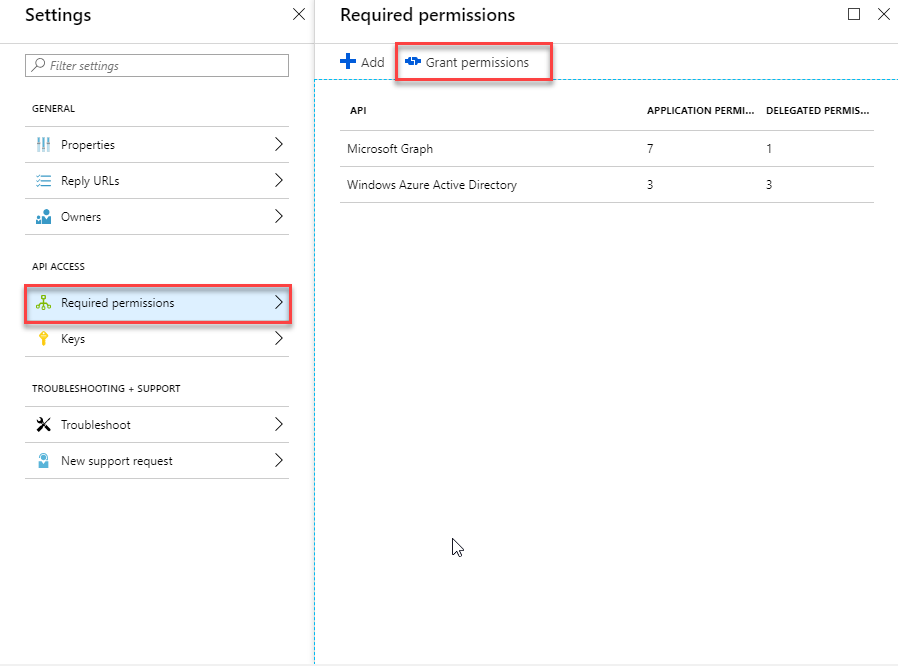 Settings
Filter settings
GENERAL
Properties
Reply URLs
Owners
API ACCESS
Required permissions
Keys
TROUBLESHOOTING + SUPPORT
Troubleshoot
New support request
Required permissions
Add Grant permissions
API APPLICATION PERMI... DELEGATED PERMIS...
Microsoft Graph 7 1
Windows Azure Active Directory 3 3